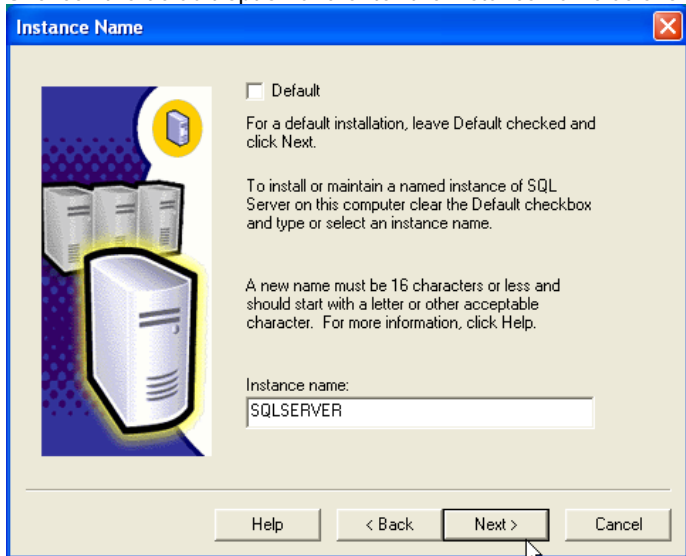 Instance Name
Default
For a default installation, leave Default checked and
click Next.
To install or maintain a named instance of SQL
Server on this computer clear the Default checkbox
and type or select an instance name.
A new name must be 16 characters or less and
should start with a letter or other acceptable
character. For more information, click Help.
Instance name:
SQLSERVER
Help
< Back
Next >
Cancel